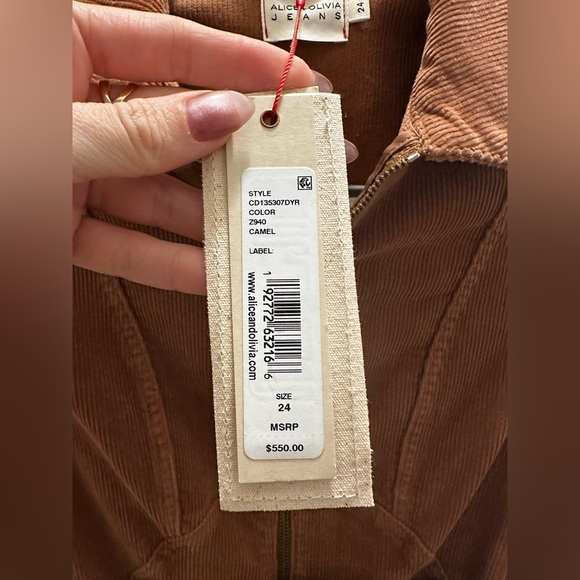 ALICE + OLIVIA
JEANS
24
STYLE
CD135307DYR
COLOR
Z940
CAMEL
LABEL:
1 92772 63216 6
www.aliceandolivia.com
SIZE
24
MSRP
$550.00